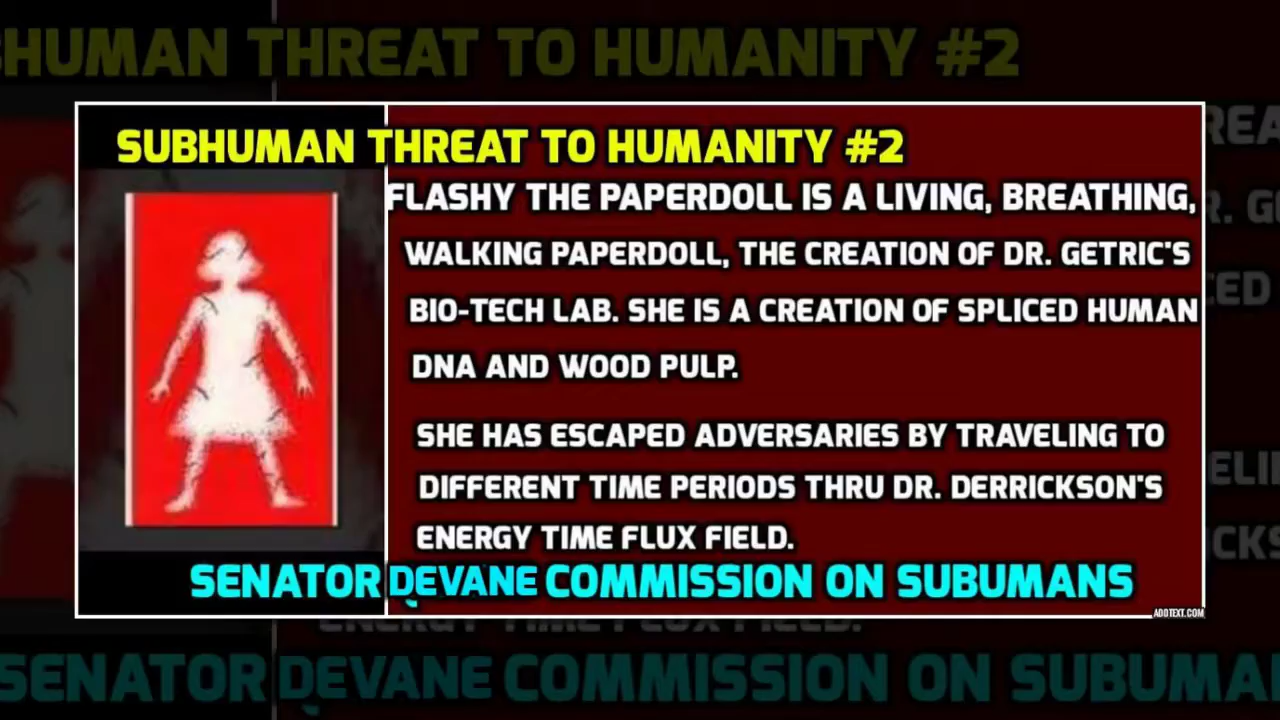 SUBHUMAN THREAT TO HUMANITY #2
FLASHY THE PAPERDOLL IS A LIVING, BREATHING,
WALKING PAPERDOLL, THE CREATION OF DR. GETRIC'S
BIO-TECH LAB. SHE IS A CREATION OF SPLICED HUMAN
DNA AND WOOD PULP.
SHE HAS ESCAPED ADVERSARIES BY TRAVELING TO
DIFFERENT TIME PERIODS THRU DR. DERRICKSON'S
ENERGY TIME FLUX FIELD.
SENATOR DEVANE COMMISSION ON SUBUMANS
ADDTEXT.COM